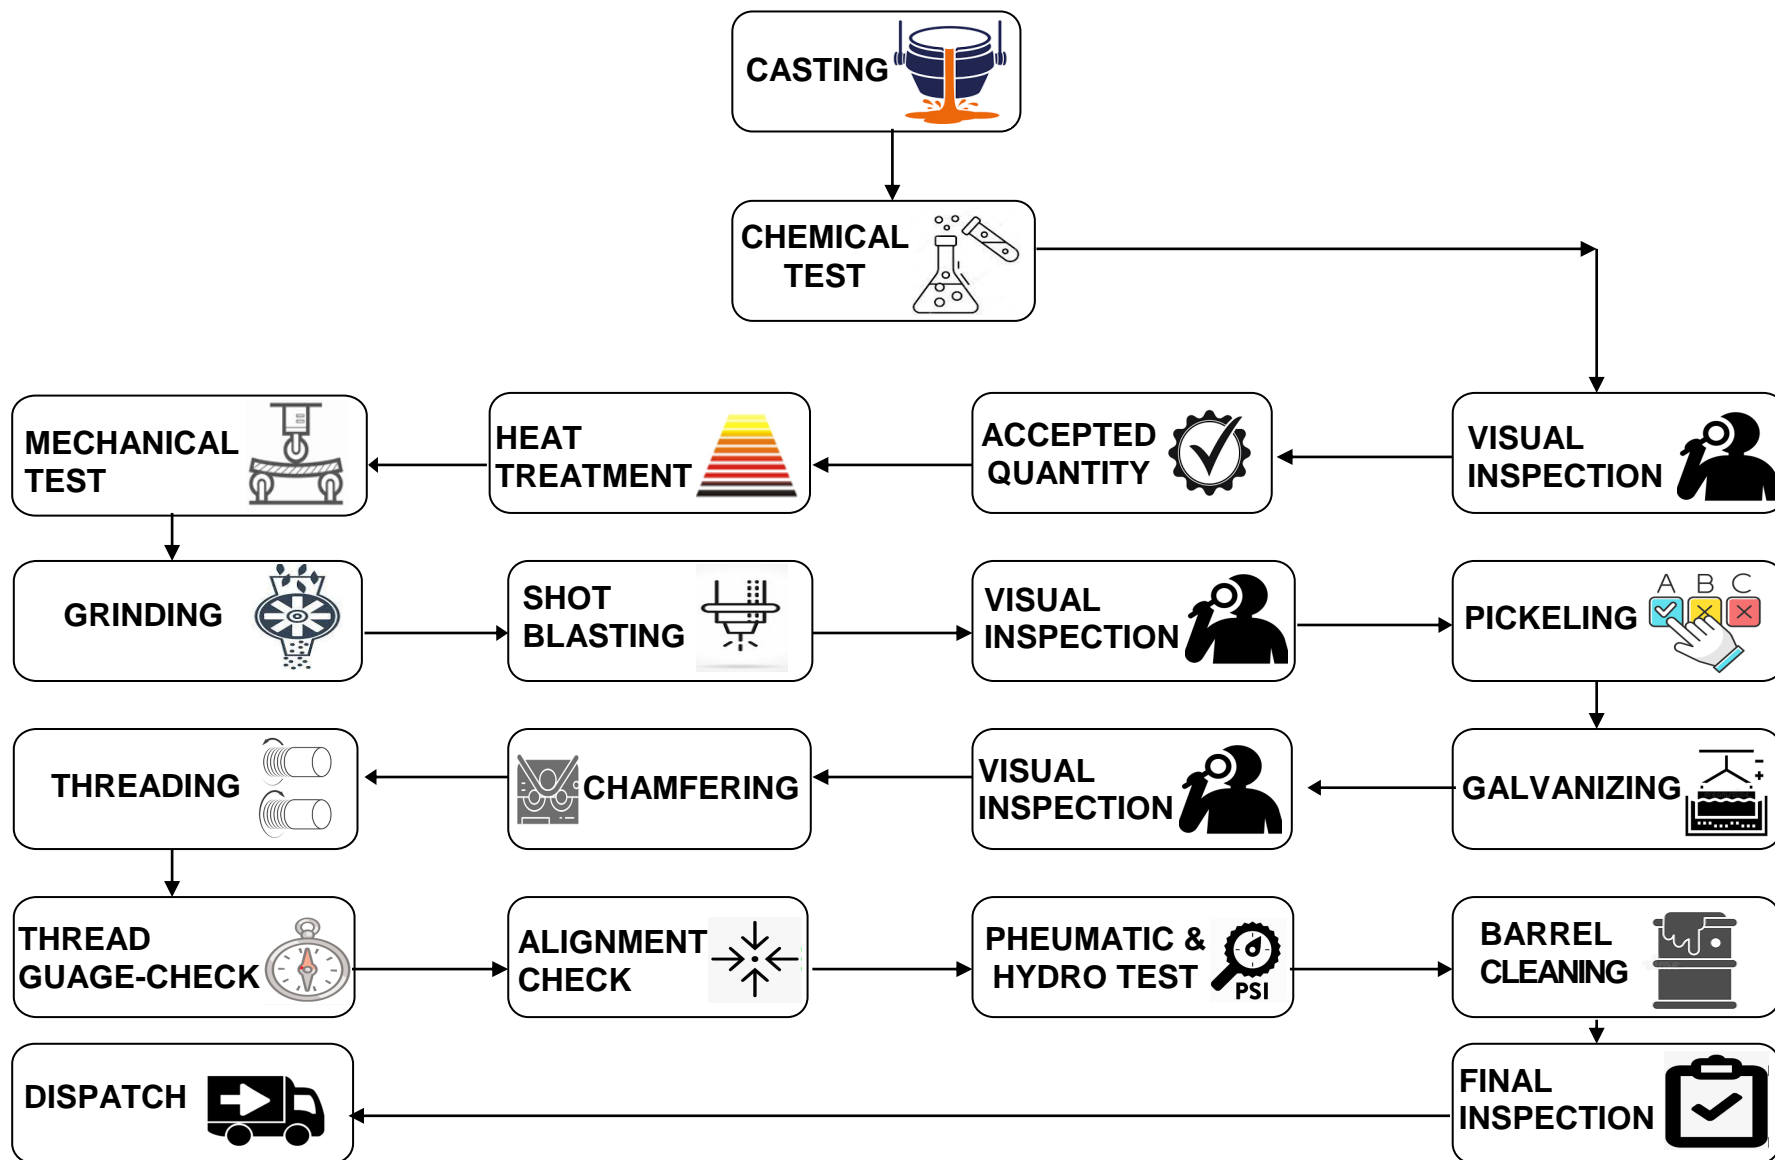 CASTING
CHEMICAL
TEST
MECHANICAL
TEST
HEAT
TREATMENT
ACCEPTED
QUANTITY
VISUAL
INSPECTION
GRINDING
SHOT
BLASTING
VISUAL
INSPECTION
PICKELING
A B C
THREADING
CHAMFERING
VISUAL
INSPECTION
GALVANIZING
THREAD
GUAGE-CHECK
ALIGNMENT
CHECK
PHEUMATIC &
HYDRO TEST
PSI
BARREL
CLEANING
DISPATCH
FINAL
INSPECTION